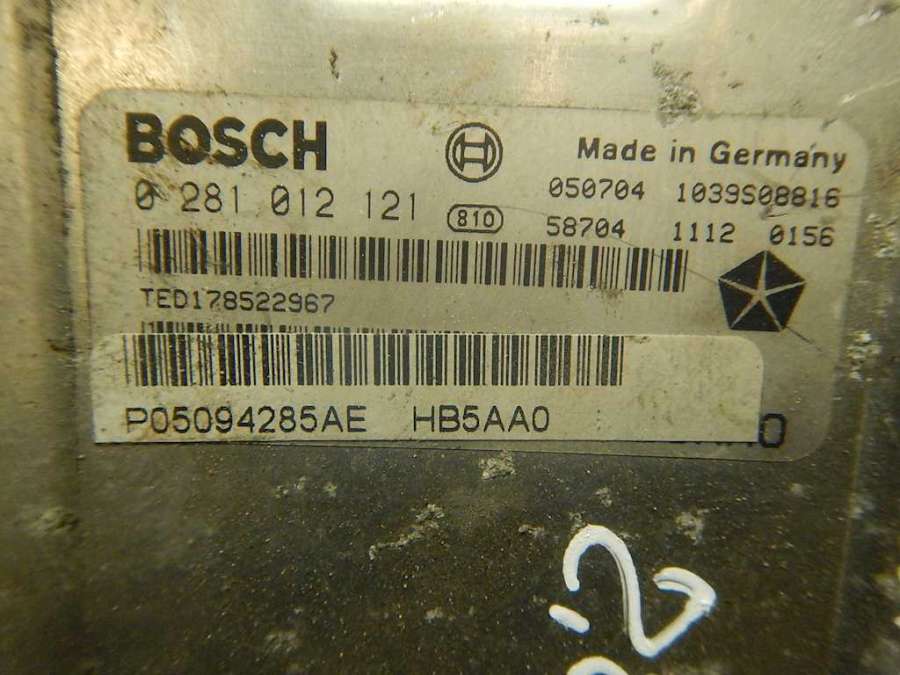 BOSCH
Made in Germany
0 281 012 121
810
050704 1039S08816
58704 1112 0156
TED178522967
P05094285AE HB5AA0